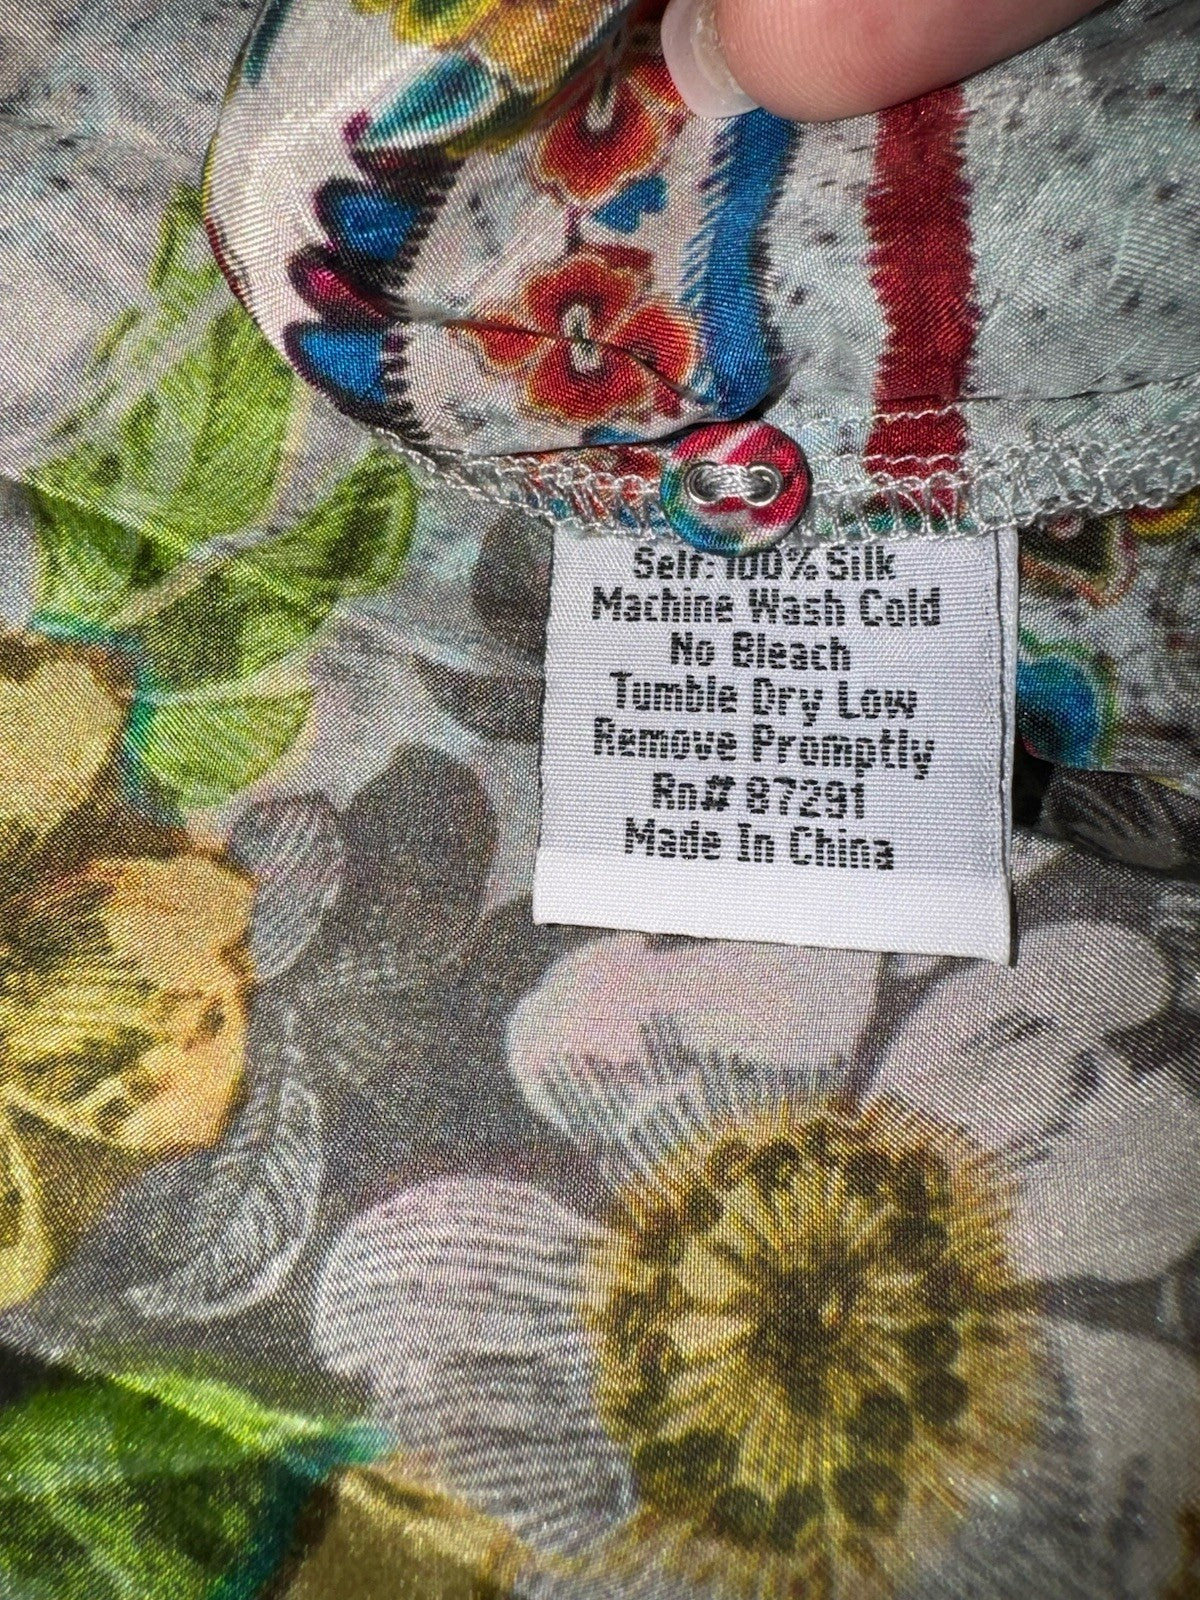 Self: 100% Silk
Machine Wash Cold
No Bleach
Tumble Dry Low
Remove Promptly
Rn# 87291
Made In China